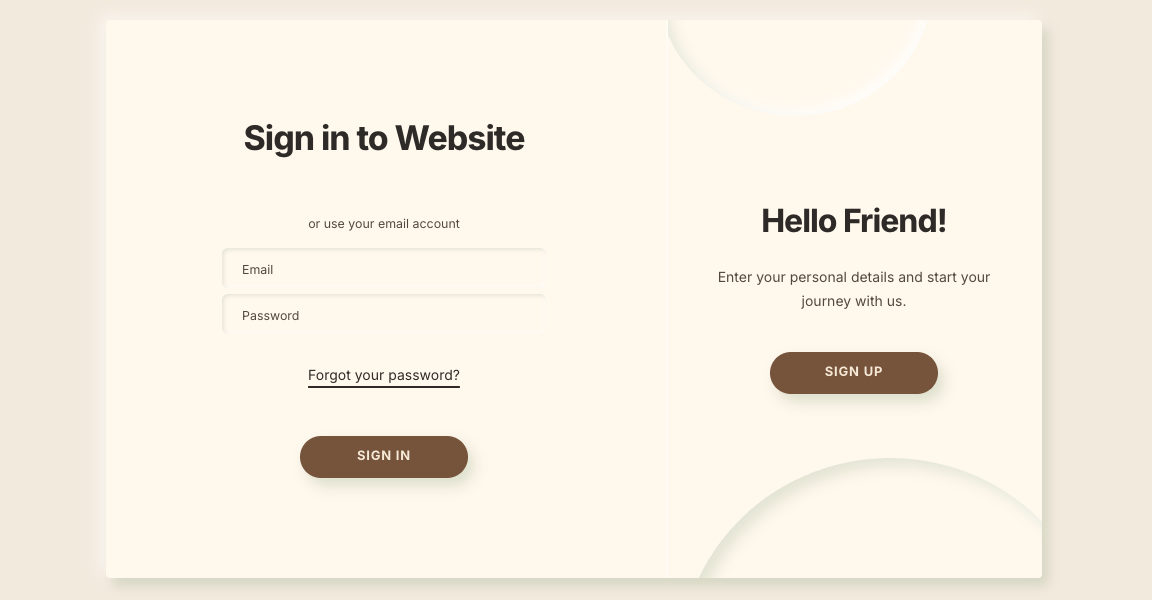 Sign in to Website
or use your email account
Email
Password
Forgot your password?
SIGN IN
Hello Friend!
Enter your personal details and start your
journey with us.
SIGN UP